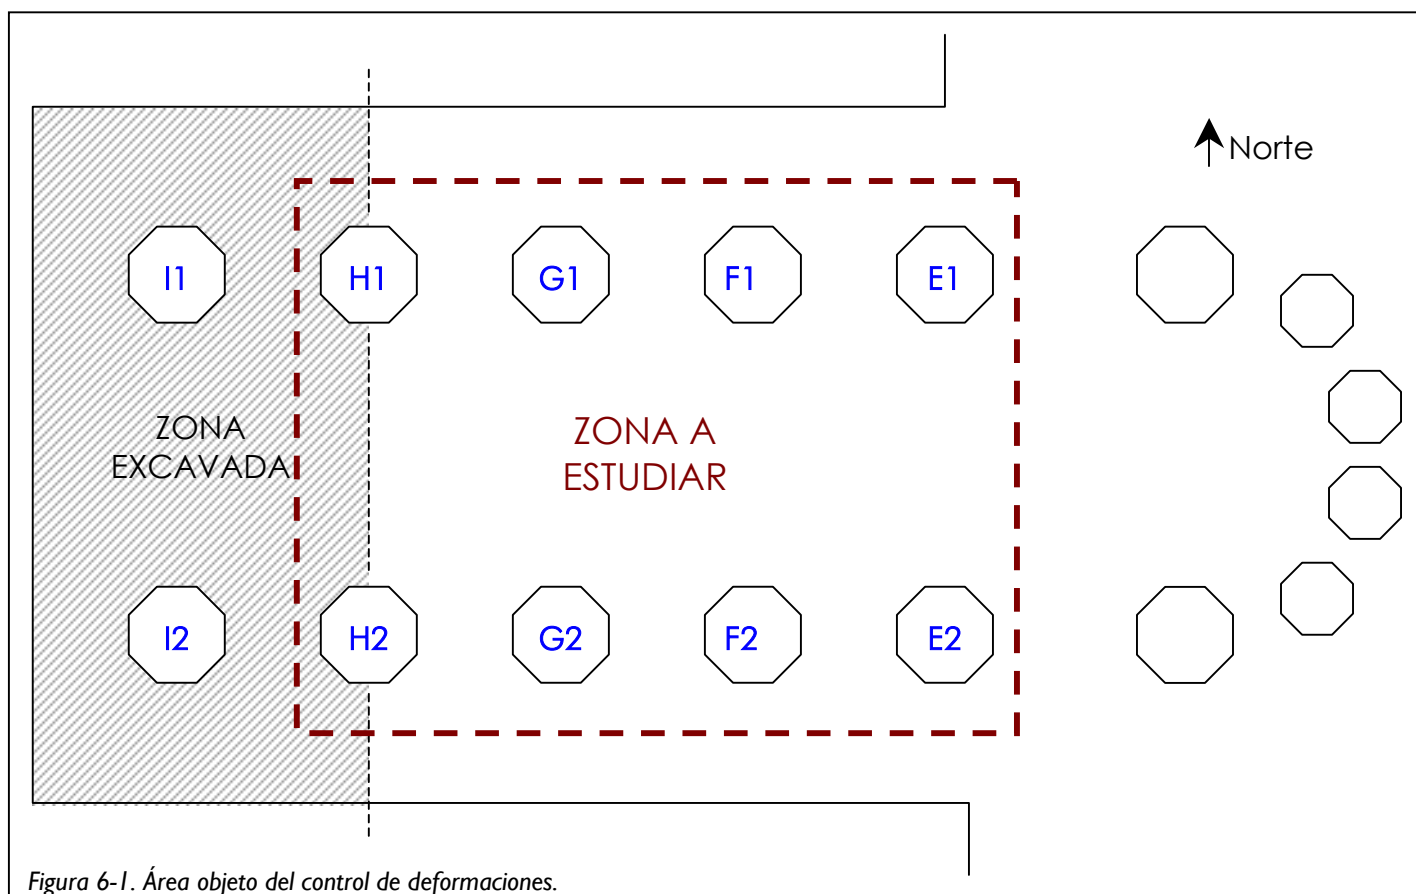 Norte
I1
H1
G1
F1
E1
ZONA
EXCAVADA
ZONA A
ESTUDIAR
I2
H2
G2
F2
E2
Figura 6-1. Área objeto del control de deformaciones.